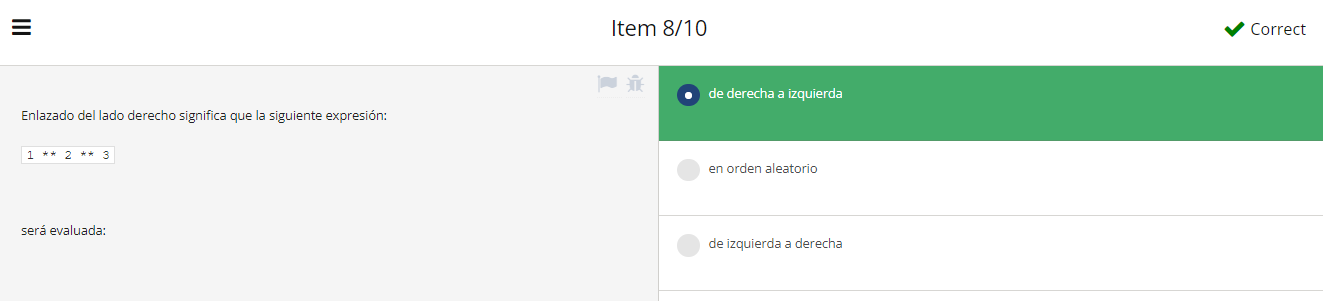 Item 8/10
Correct
Enlazado del lado derecho significa que la siguiente expresión:
1 ** 2 ** 3
será evaluada:
de derecha a izquierda
en orden aleatorio
de izquierda a derecha